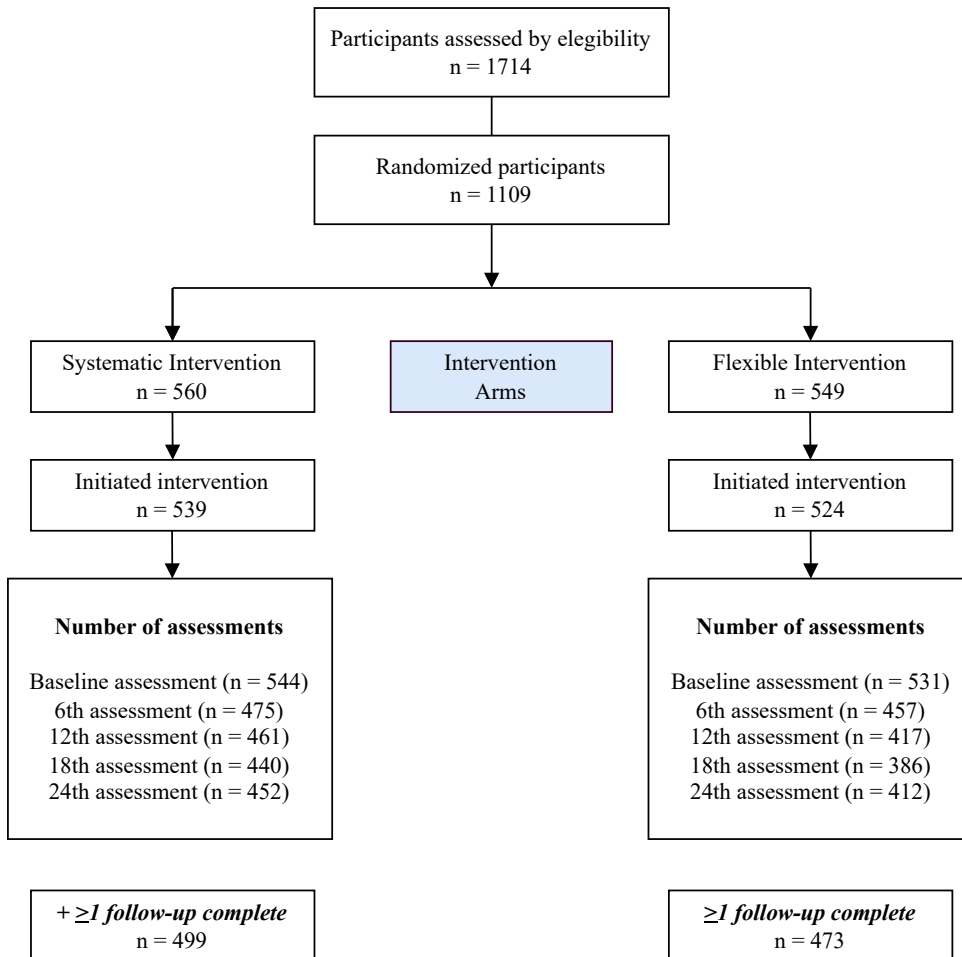 Participants assessed by elegibility
n = 1714
Randomized participants
n = 1109
Systematic Intervention
n = 560
Intervention
Arms
Flexible Intervention
n = 549
Initiated intervention
n = 539
Initiated intervention
n = 524
Number of assessments
Baseline assessment (n = 544)
6th assessment (n = 475)
12th assessment (n = 461)
18th assessment (n = 440)
24th assessment (n = 452)
Number of assessments
Baseline assessment (n = 531)
6th assessment (n = 457)
12th assessment (n = 417)
18th assessment (n = 386)
24th assessment (n = 412)
+ ≥1 follow-up complete
n = 499
≥1 follow-up complete
n = 473